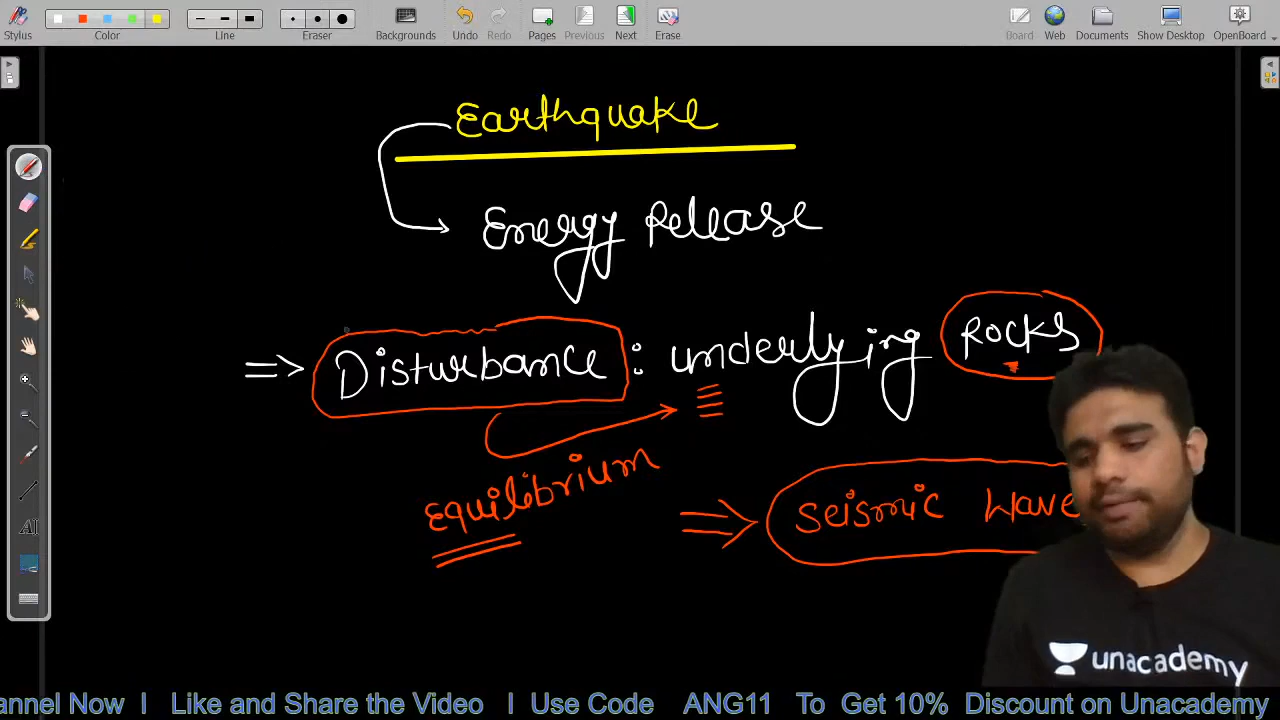 Stylus Color Line Eraser Backgrounds Undo Redo Pages Previous Next Erase Board Web Documents Show Desktop OpenBoard
Earthquake
Energy Release
=> Disturbance : underlying Rocks
Equilibrium
=> Seismic Wave
unacademy
annel Now I Like and Share the Video I Use Code ANG11 To Get 10% Discount on Unacademy